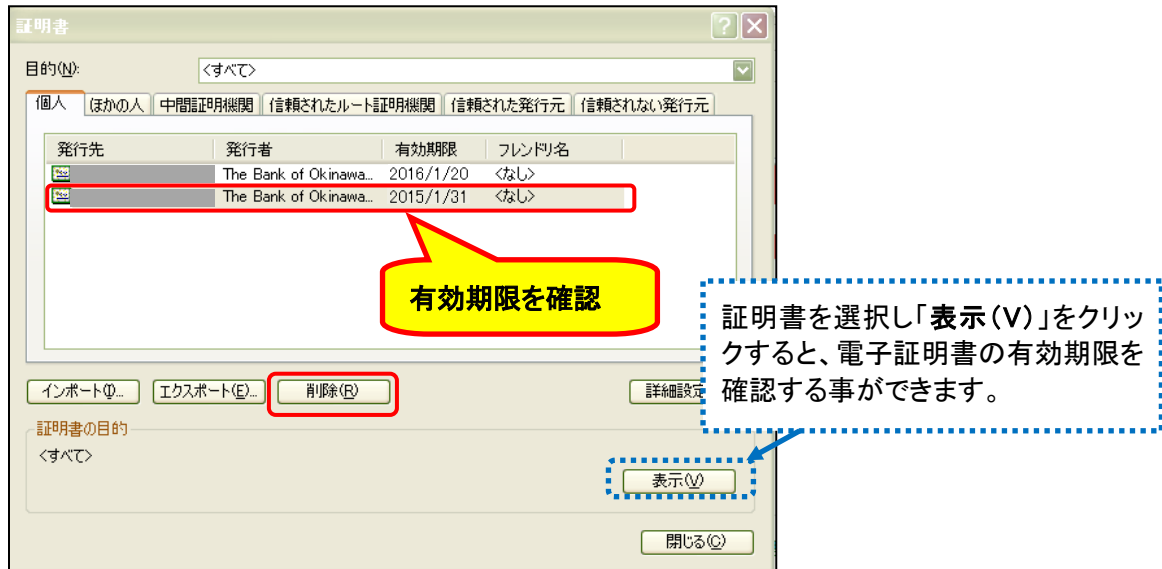 証明書
目的(N): <すべて>
個人 ほかの人 中間証明機関 信頼されたルート証明機関 信頼された発行元 信頼されない発行元
発行先 発行者 有効期限 フレンドリ名
The Bank of Okinawa... 2016/1/20 <なし>
The Bank of Okinawa... 2015/1/31 <なし>
有効期限を確認
証明書を選択し「表示(V)」をクリッ
クすると、電子証明書の有効期限を
確認する事ができます。
インポート(I)... エクスポート(E)... 削除(R) 詳細設定
証明書の目的
<すべて>
表示(V)
閉じる(C)